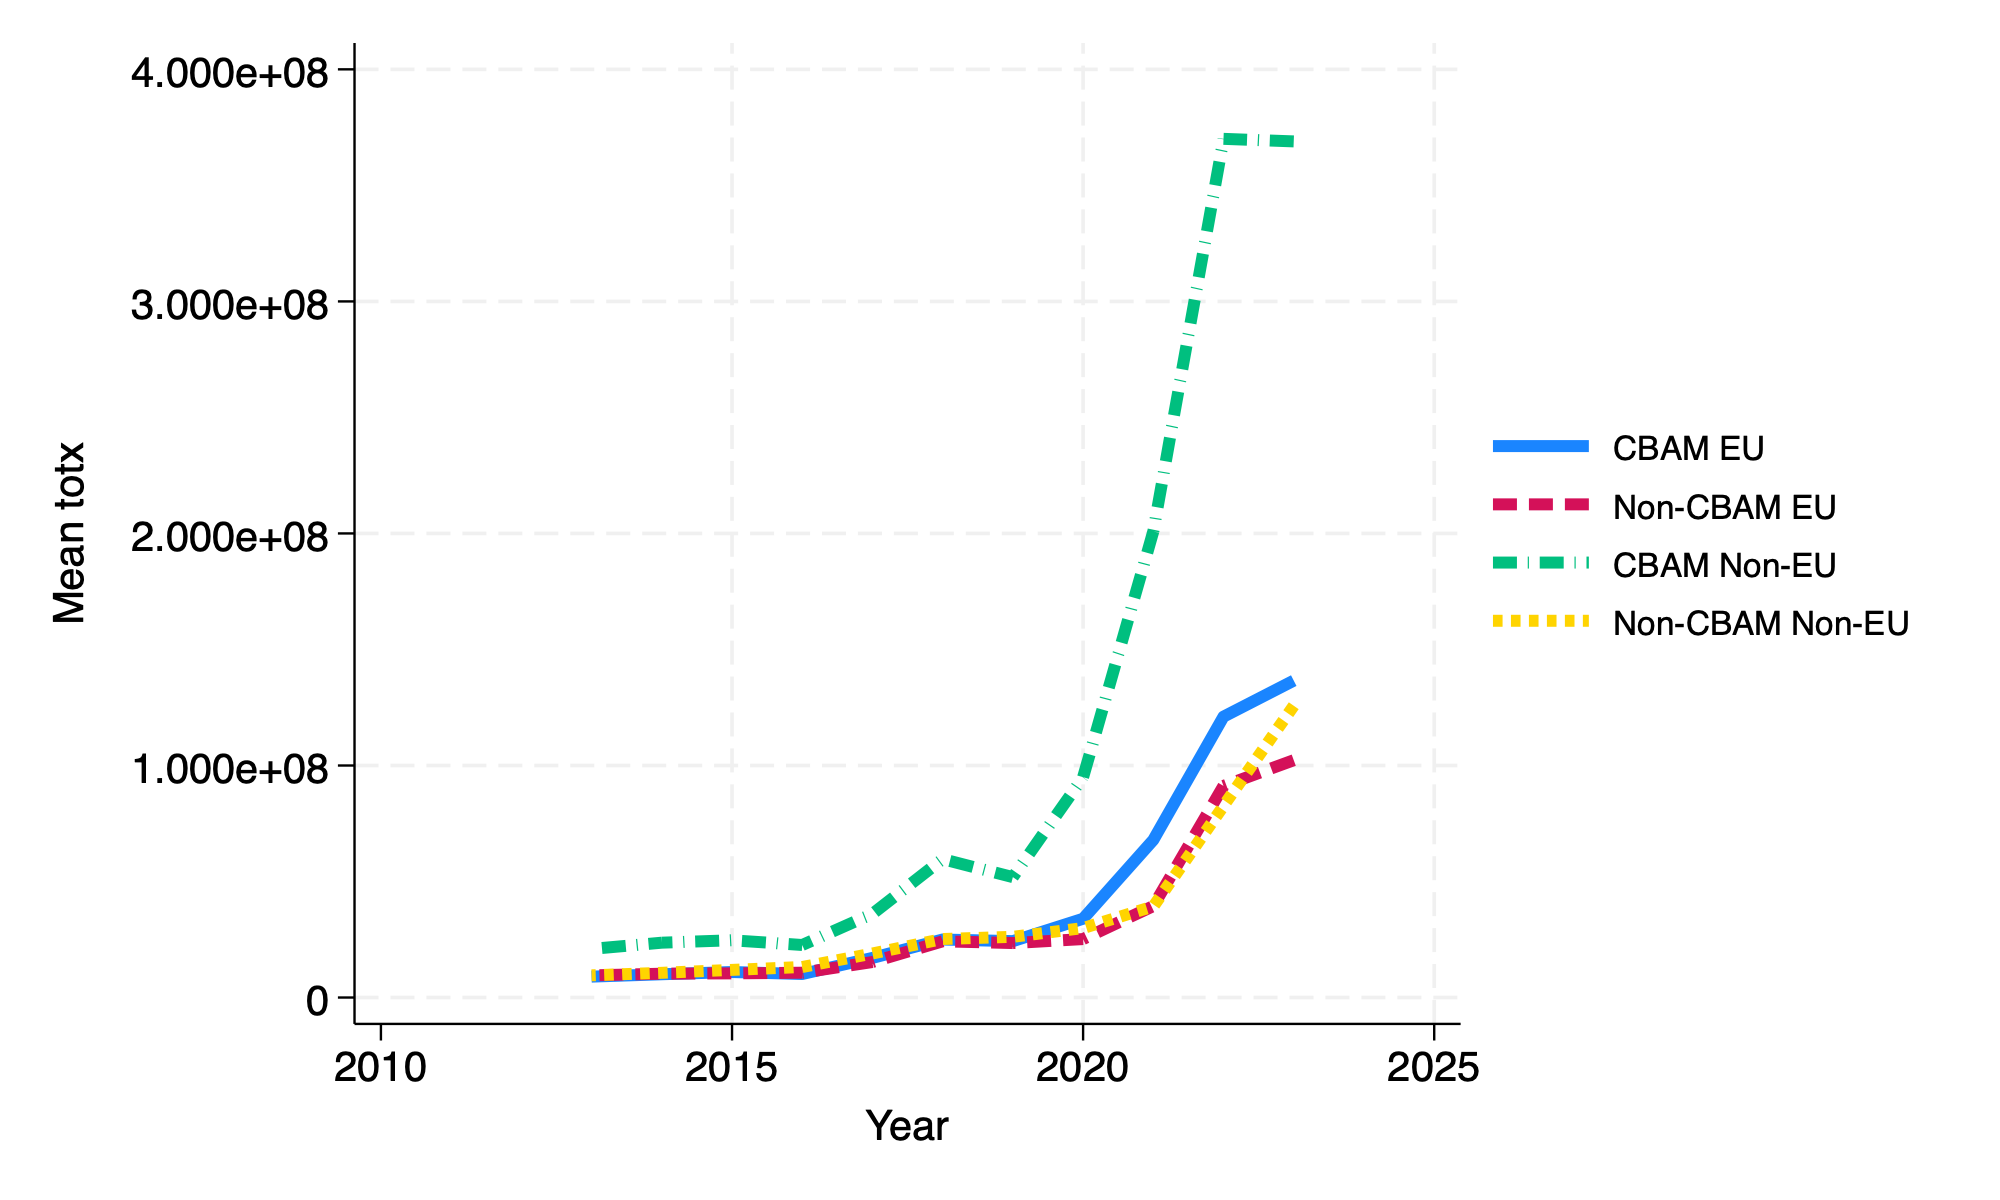 4.000e+08
3.000e+08
2.000e+08
1.000e+08
0
Mean totx
2010 2015 2020 2025
Year
CBAM EU
Non-CBAM EU
CBAM Non-EU
Non-CBAM Non-EU